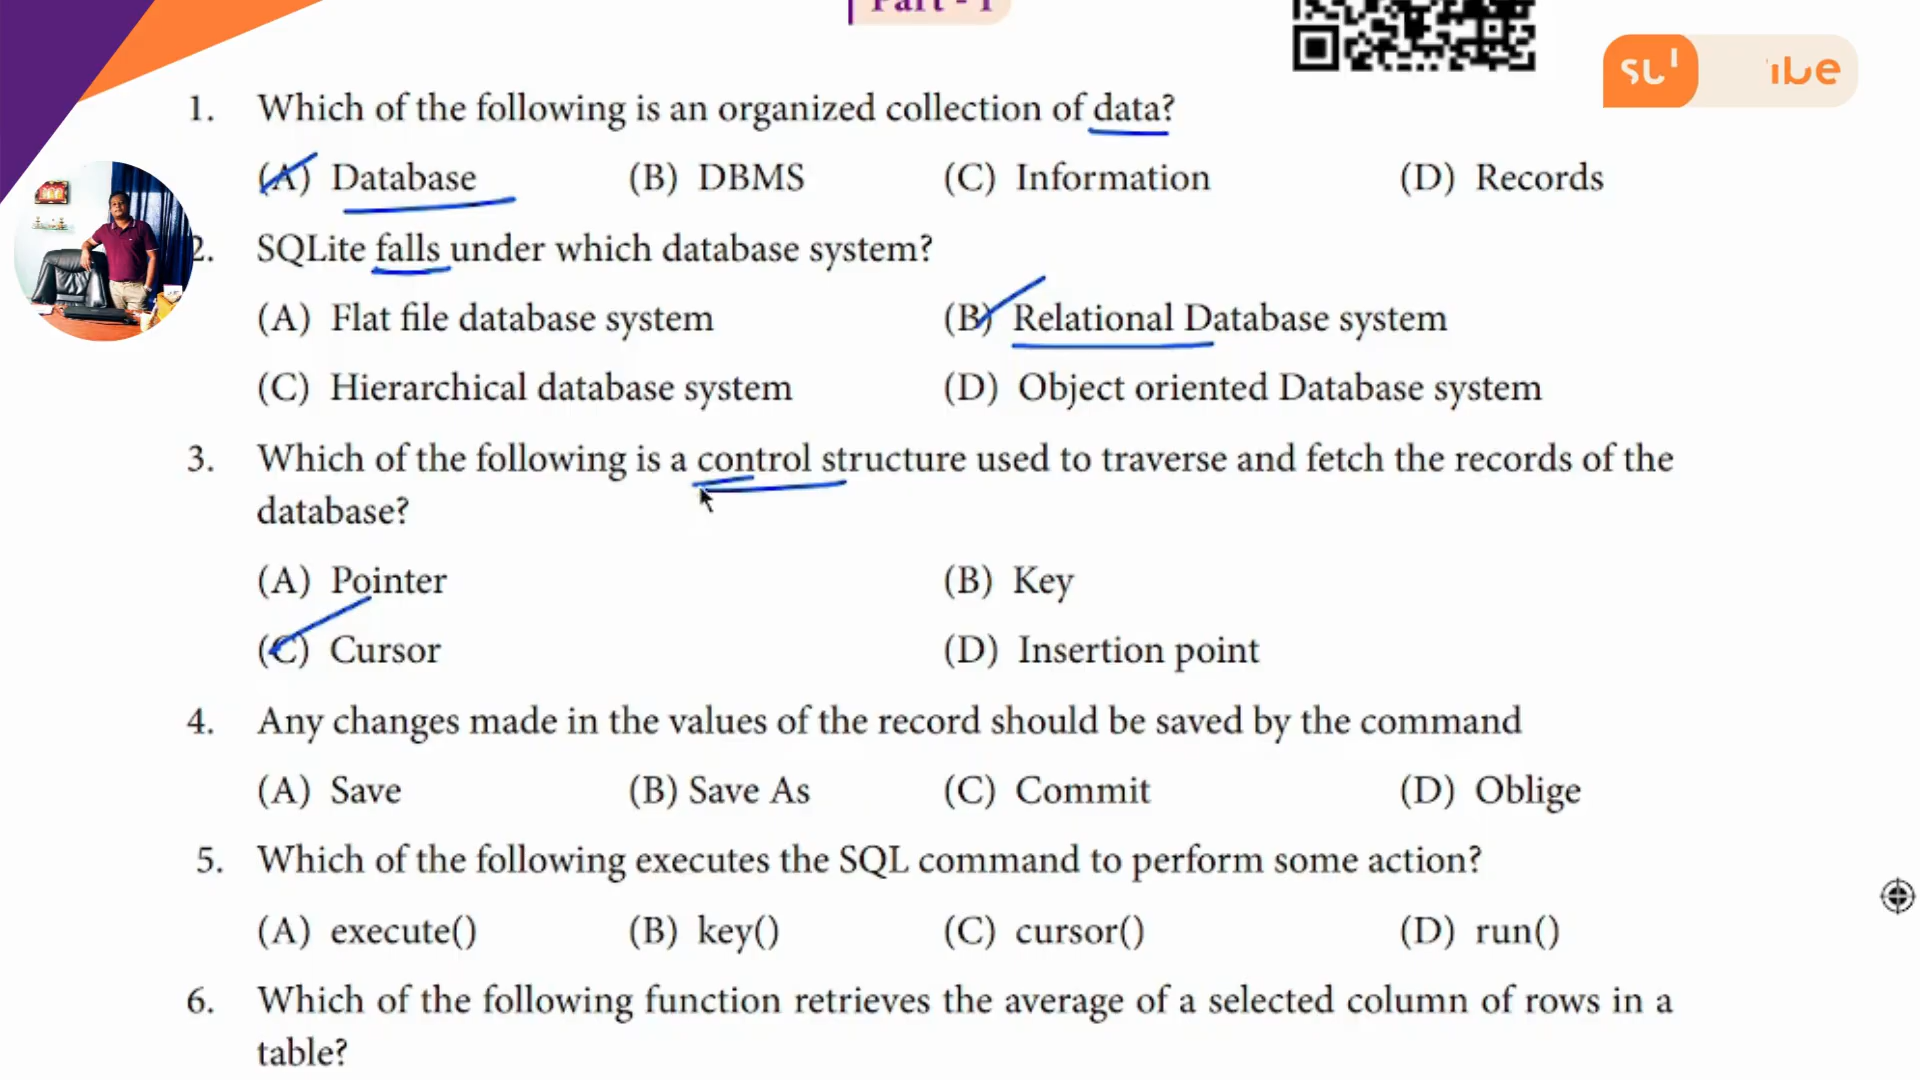 Part - I
1. Which of the following is an organized collection of data?
(A) Database (B) DBMS (C) Information (D) Records
2. SQLite falls under which database system?
(A) Flat file database system (B) Relational Database system
(C) Hierarchical database system (D) Object oriented Database system
3. Which of the following is a control structure used to traverse and fetch the records of the
database?
(A) Pointer (B) Key
(C) Cursor (D) Insertion point
4. Any changes made in the values of the record should be saved by the command
(A) Save (B) Save As (C) Commit (D) Oblige
5. Which of the following executes the SQL command to perform some action?
(A) execute() (B) key() (C) cursor() (D) run()
6. Which of the following function retrieves the average of a selected column of rows in a
table?